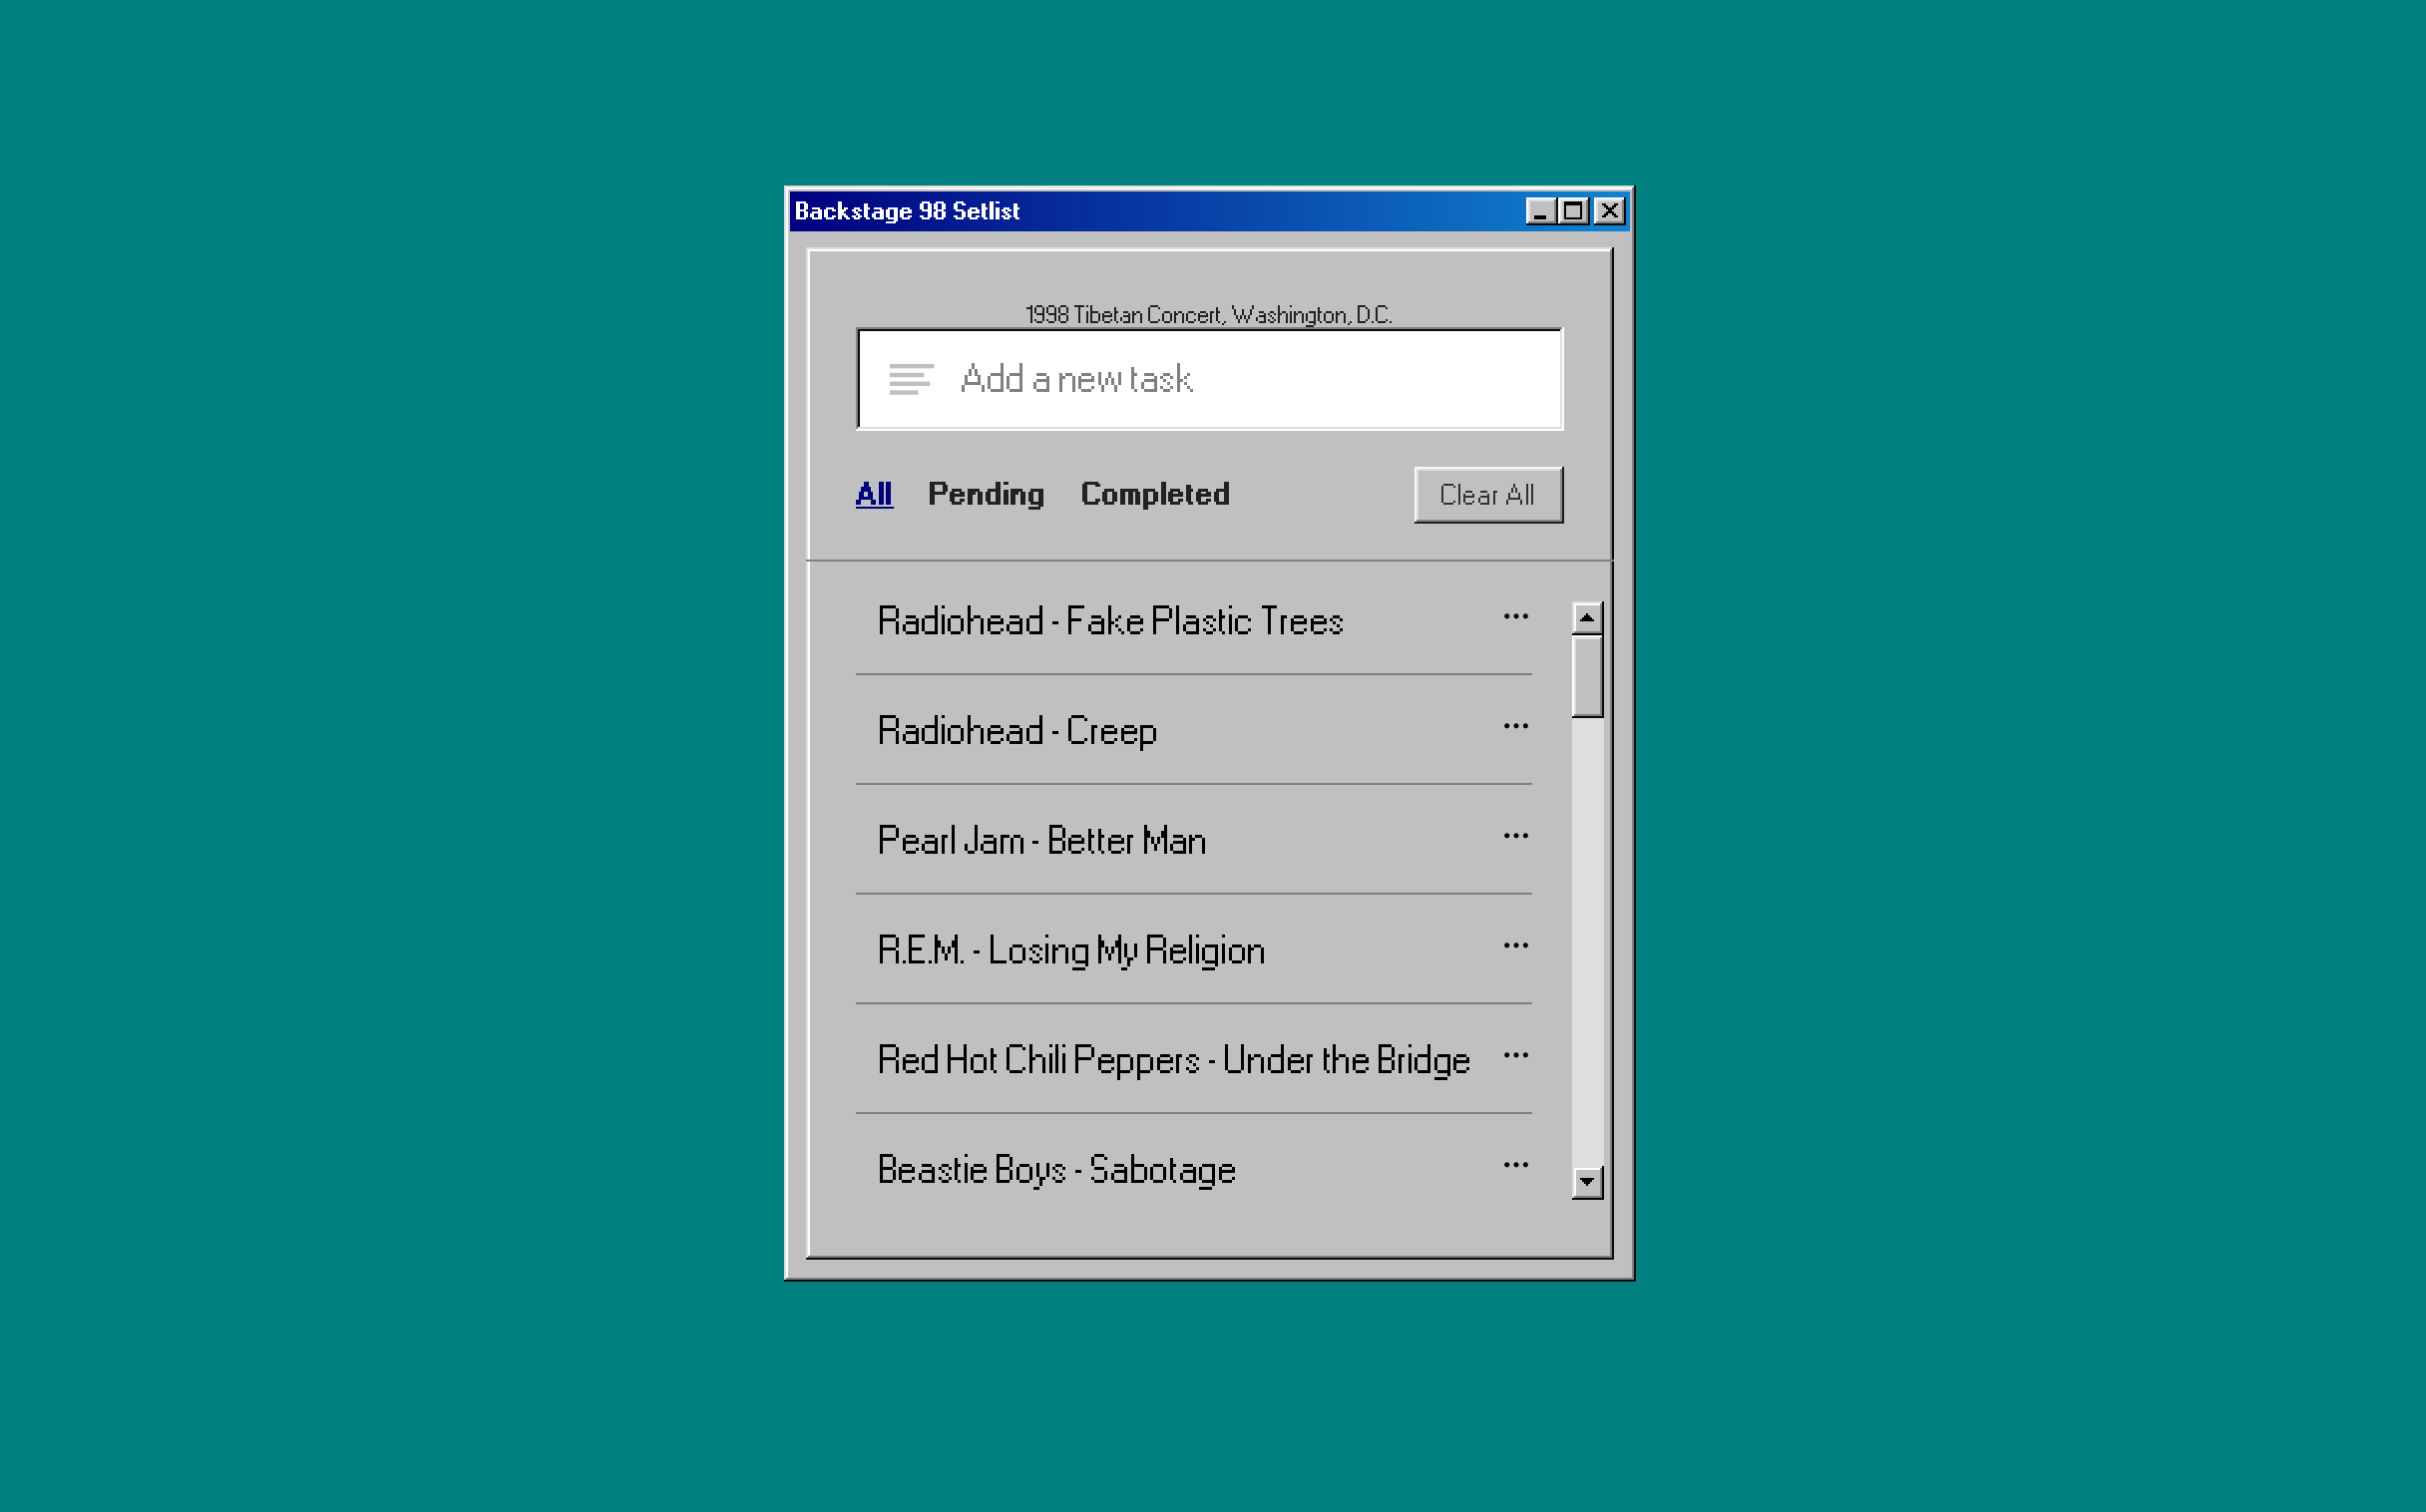 Backstage 98 Setlist
1998 Tibetan Concert, Washington, D.C.
Add a new task
All Pending Completed Clear All
Radiohead - Fake Plastic Trees
Radiohead - Creep
Pearl Jam - Better Man
R.E.M. - Losing My Religion
Red Hot Chili Peppers - Under the Bridge
Beastie Boys - Sabotage